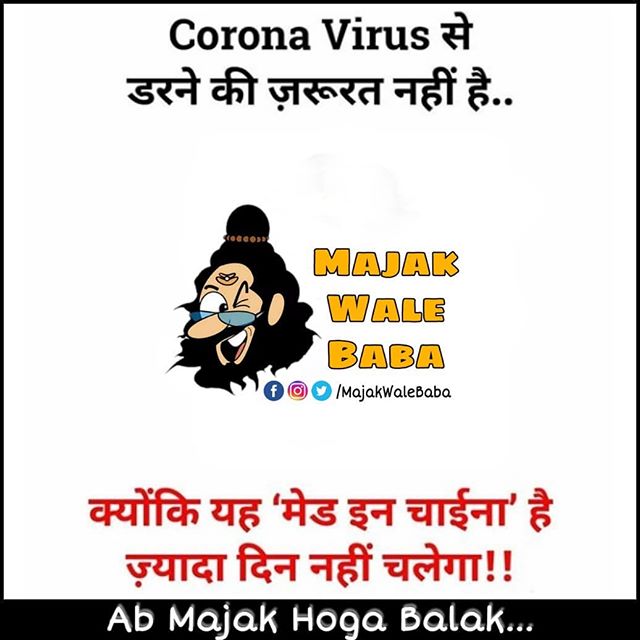 Corona Virus से
डरने की ज़रूरत नहीं है..
MAJAK
WALE
BABA
/MajakWaleBaba
क्योंकि यह ‘मेड इन चाईना’ है
ज़्यादा दिन नहीं चलेगा!!
Ab Majak Hoga Balak...